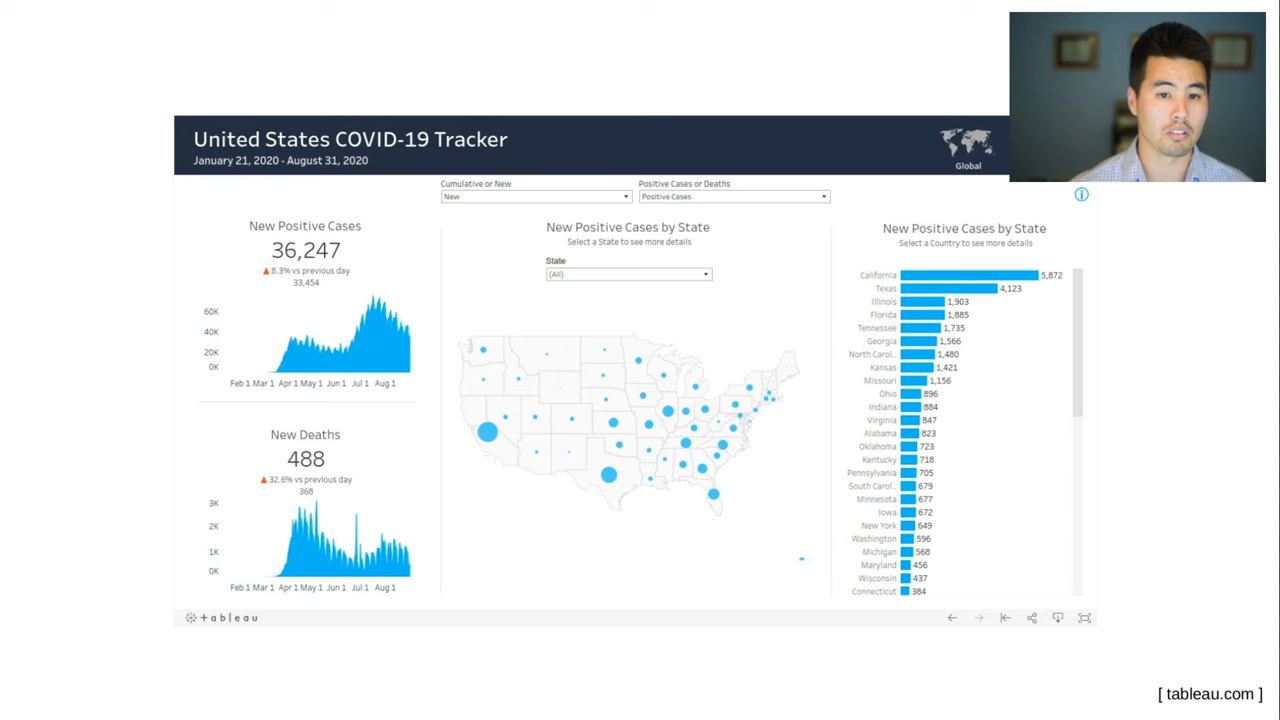 United States COVID-19 Tracker
January 21, 2020 - August 31, 2020
Global
Cumulative or New
New
Positive Cases or Deaths
Positive Cases
New Positive Cases
36,247
8.3% vs previous day
33,454
60K
40K
20K
0K
Feb 1 Mar 1 Apr 1 May 1 Jun 1 Jul 1 Aug 1
New Deaths
488
32.6% vs previous day
368
3K
2K
1K
0K
Feb 1 Mar 1 Apr 1 May 1 Jun 1 Jul 1 Aug 1
New Positive Cases by State
Select a State to see more details
State
(All)
New Positive Cases by State
Select a Country to see more details
California 5,872
Texas 4,123
Illinois 1,903
Florida 1,885
Tennessee 1,735
Georgia 1,566
North Carol.. 1,480
Kansas 1,421
Missouri 1,156
Ohio 896
Indiana 884
Virginia 847
Alabama 823
Oklahoma 723
Kentucky 718
Pennsylvania 705
South Carol.. 679
Minnesota 677
Iowa 672
New York 649
Washington 596
Michigan 568
Maryland 456
Wisconsin 437
Connecticut 384
+ableau
[ tableau.com ]